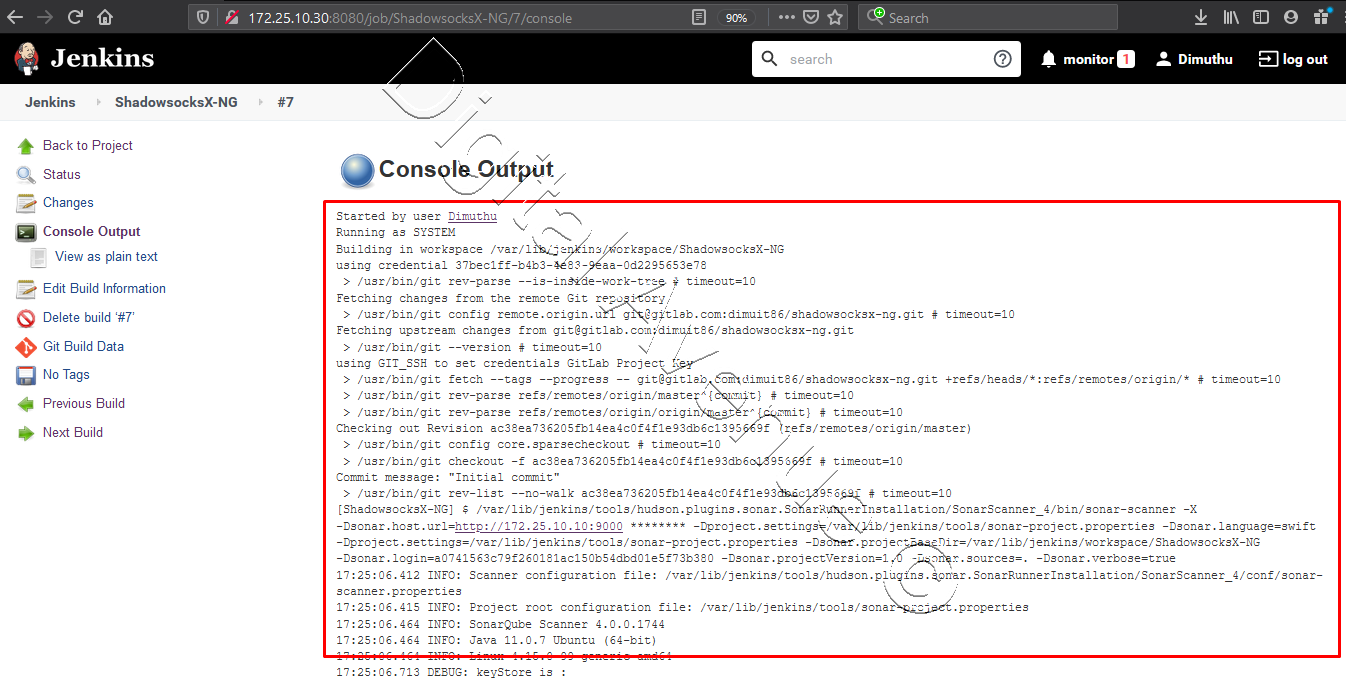 172.25.10.30:8080/job/ShadowsocksX-NG/7/console
90%
Search
Jenkins
search
monitor 1
Dimuthu
log out
Jenkins
ShadowsocksX-NG
#7
Back to Project
Status
Changes
Console Output
View as plain text
Edit Build Information
Delete build ‘#7’
Git Build Data
No Tags
Previous Build
Next Build
Console Output
Started by user Dimuthu
Running as SYSTEM
Building in workspace /var/lib/jenkins/workspace/ShadowsocksX-NG
using credential 37bec1ff-b4b3-4e83-9eaa-0d2295653e78
> /usr/bin/git rev-parse --is-inside-work-tree # timeout=10
Fetching changes from the remote Git repository
> /usr/bin/git config remote.origin.url git@gitlab.com:dimuit86/shadowsocksx-ng.git # timeout=10
Fetching upstream changes from git@gitlab.com:dimuit86/shadowsocksx-ng.git
> /usr/bin/git --version # timeout=10
using GIT_SSH to set credentials GitLab Project Key
> /usr/bin/git fetch --tags --progress -- git@gitlab.com:dimuit86/shadowsocksx-ng.git +refs/heads/*:refs/remotes/origin/* # timeout=10
> /usr/bin/git rev-parse refs/remotes/origin/master^{commit} # timeout=10
> /usr/bin/git rev-parse refs/remotes/origin/origin/master^{commit} # timeout=10
Checking out Revision ac38ea736205fb14ea4c0f4f1e93db6c1395669f (refs/remotes/origin/master)
> /usr/bin/git config core.sparsecheckout # timeout=10
> /usr/bin/git checkout -f ac38ea736205fb14ea4c0f4f1e93db6c1395669f # timeout=10
Commit message: "Initial commit"
> /usr/bin/git rev-list --no-walk ac38ea736205fb14ea4c0f4f1e93db6c1395669f # timeout=10
[ShadowsocksX-NG] $ /var/lib/jenkins/tools/hudson.plugins.sonar.SonarRunnerInstallation/SonarScanner_4/bin/sonar-scanner -X
-Dsonar.host.url=http://172.25.10.10:9000 ******** -Dproject.settings=/var/lib/jenkins/tools/sonar-project.properties -Dsonar.language=swift
-Dproject.settings=/var/lib/jenkins/tools/sonar-project.properties -Dsonar.projectBaseDir=/var/lib/jenkins/workspace/ShadowsocksX-NG
-Dsonar.login=a0741563c79f260181ac150b54dbd01e5f73b380 -Dsonar.projectVersion=1.0 -Dsonar.sources=. -Dsonar.verbose=true
17:25:06.412 INFO: Scanner configuration file: /var/lib/jenkins/tools/hudson.plugins.sonar.SonarRunnerInstallation/SonarScanner_4/conf/sonar-
scanner.properties
17:25:06.415 INFO: Project root configuration file: /var/lib/jenkins/tools/sonar-project.properties
17:25:06.464 INFO: SonarQube Scanner 4.0.0.1744
17:25:06.464 INFO: Java 11.0.7 Ubuntu (64-bit)
17:25:06.464 INFO: Linux 4.15.0-99-generic amd64
17:25:06.713 DEBUG: keyStore is :